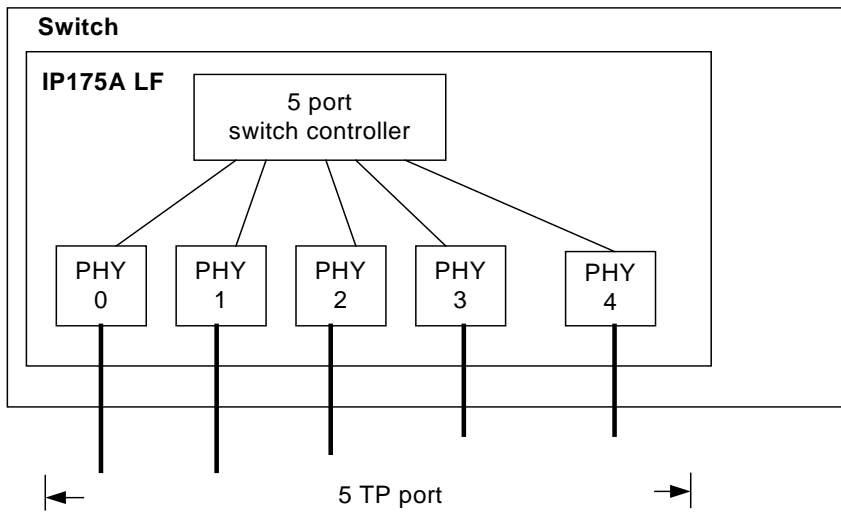 Switch
IP175A LF
5 port
switch controller
PHY
0
PHY
1
PHY
2
PHY
3
PHY
4
5 TP port